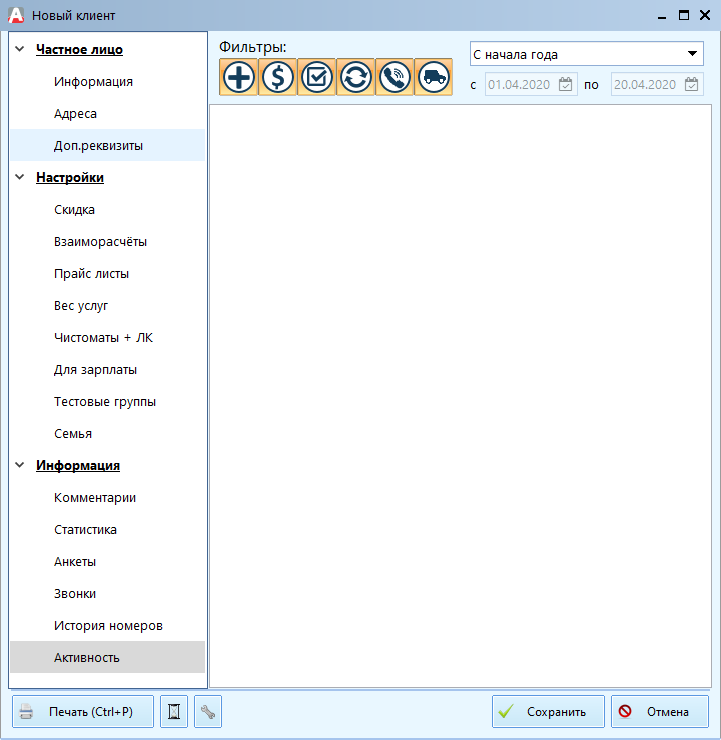 Новый клиент
Частное лицо
Информация
Адреса
Доп.реквизиты
Настройки
Скидка
Взаиморасчёты
Прайс листы
Вес услуг
Чистоматы + ЛК
Для зарплаты
Тестовые группы
Семья
Информация
Комментарии
Статистика
Анкеты
Звонки
История номеров
Активность
Фильтры:
С начала года
с 01.04.2020 по 20.04.2020
Печать (Ctrl+P)
Сохранить
Отмена